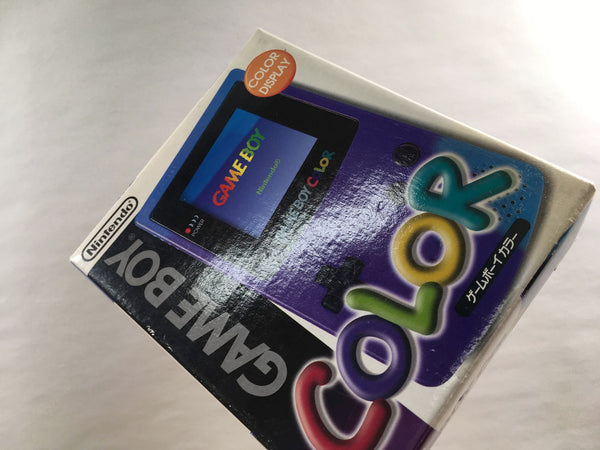 COLOR
DISPLAY
Nintendo®
GAME BOY
Nintendo®
POWER
GAME BOY COLOR
GAME BOY®
COLOR
ゲームボーイカラー